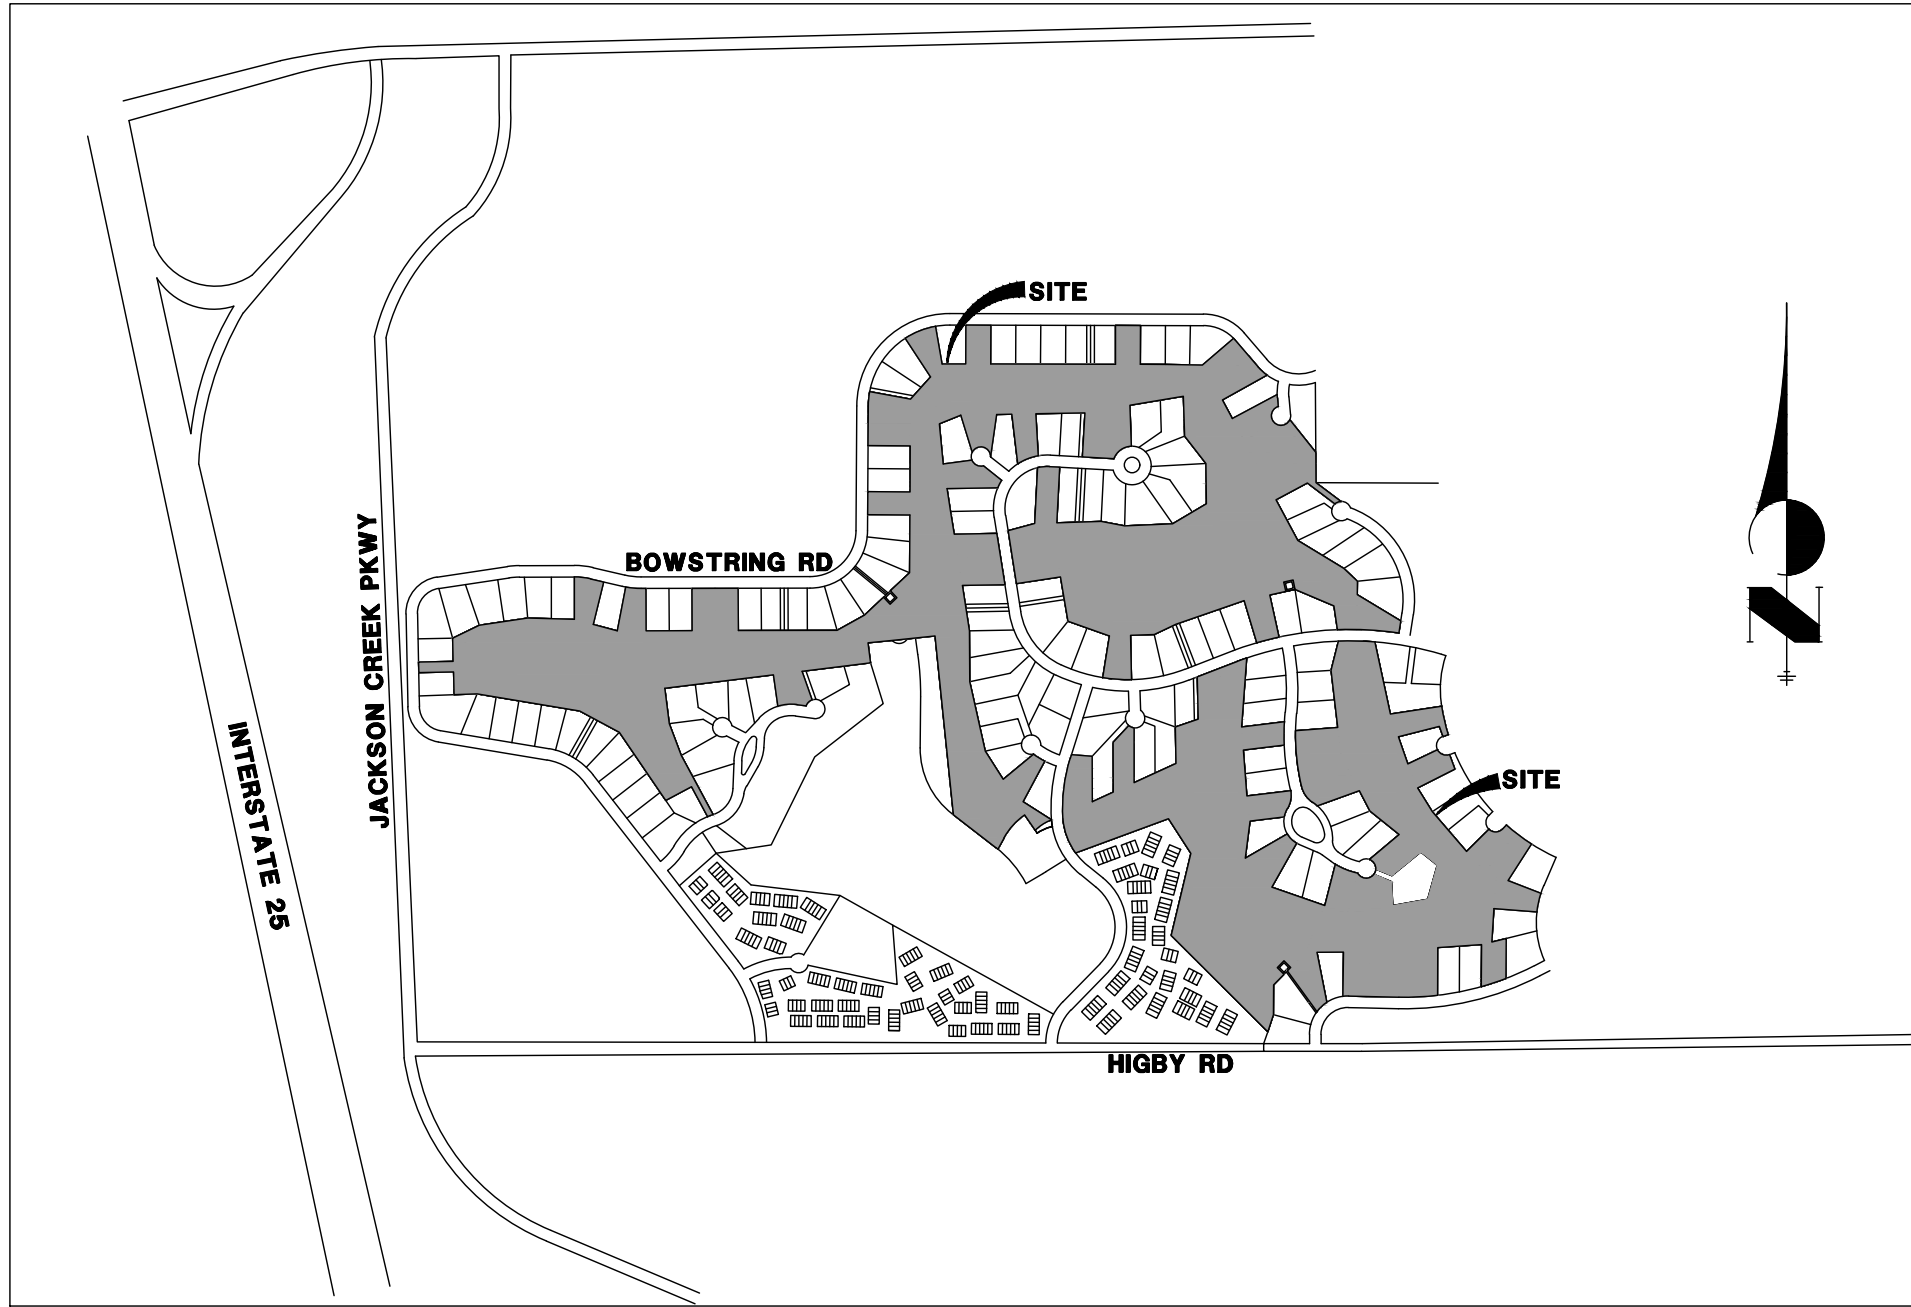 SITE
BOWSTRING RD
JACKSON CREEK PKWY
INTERSTATE 25
SITE
HIGBY RD
N